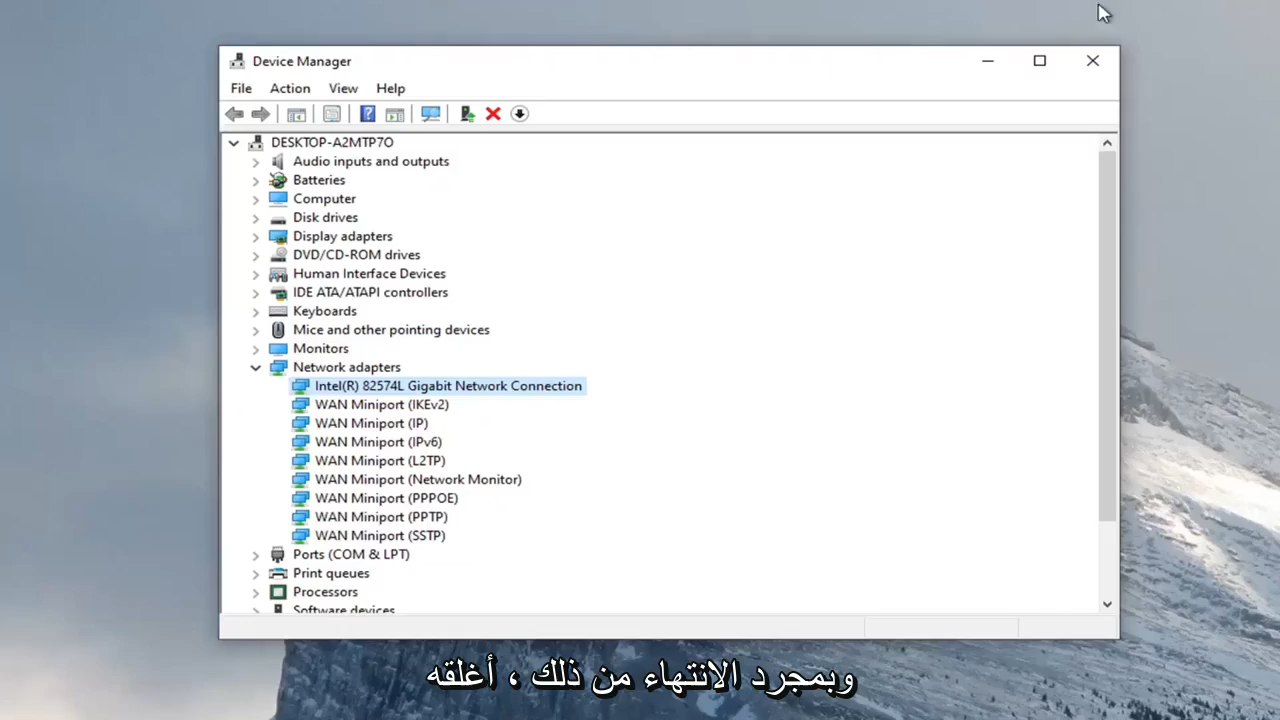 Device Manager
File Action View Help
DESKTOP-A2MTP7O
Audio inputs and outputs
Batteries
Computer
Disk drives
Display adapters
DVD/CD-ROM drives
Human Interface Devices
IDE ATA/ATAPI controllers
Keyboards
Mice and other pointing devices
Monitors
Network adapters
Intel(R) 82574L Gigabit Network Connection
WAN Miniport (IKEv2)
WAN Miniport (IP)
WAN Miniport (IPv6)
WAN Miniport (L2TP)
WAN Miniport (Network Monitor)
WAN Miniport (PPPOE)
WAN Miniport (PPTP)
WAN Miniport (SSTP)
Ports (COM & LPT)
Print queues
Processors
Software devices
وبمجرد الانتهاء من ذلك ، أغلقه